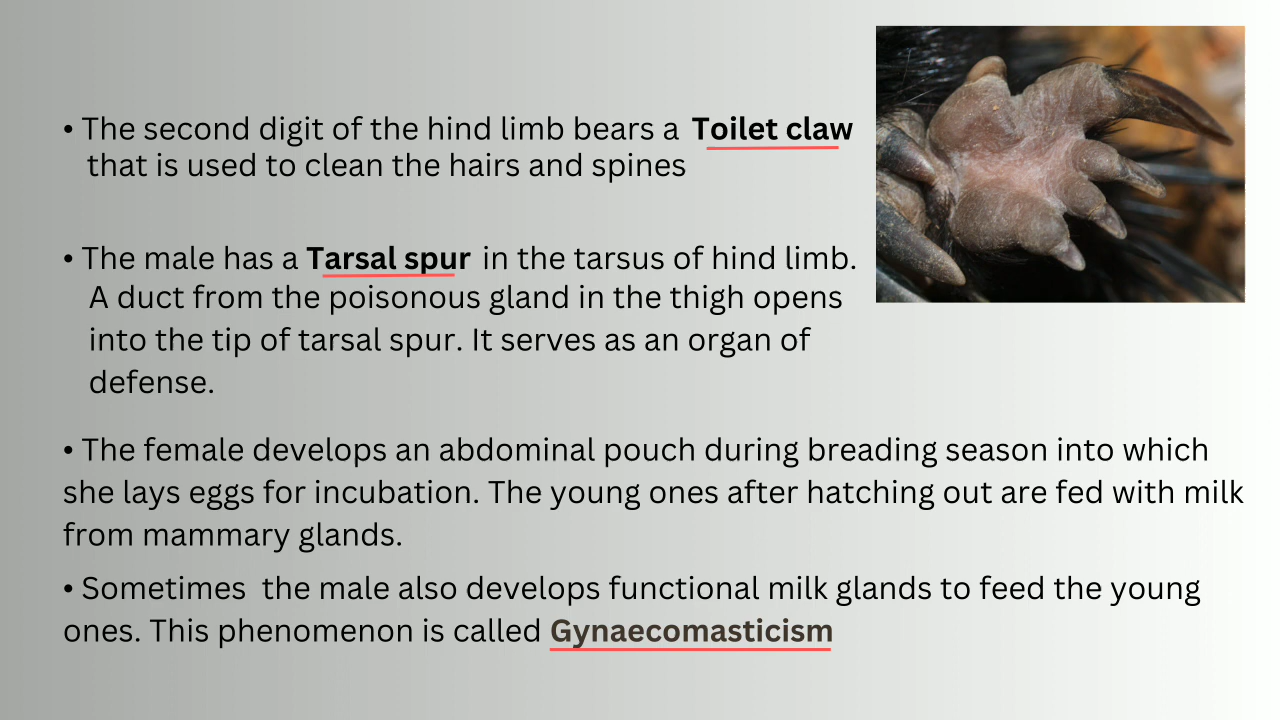 • The second digit of the hind limb bears a Toilet claw
that is used to clean the hairs and spines
• The male has a Tarsal spur in the tarsus of hind limb.
A duct from the poisonous gland in the thigh opens
into the tip of tarsal spur. It serves as an organ of
defense.
• The female develops an abdominal pouch during breading season into which
she lays eggs for incubation. The young ones after hatching out are fed with milk
from mammary glands.
• Sometimes the male also develops functional milk glands to feed the young
ones. This phenomenon is called Gynaecomasticism